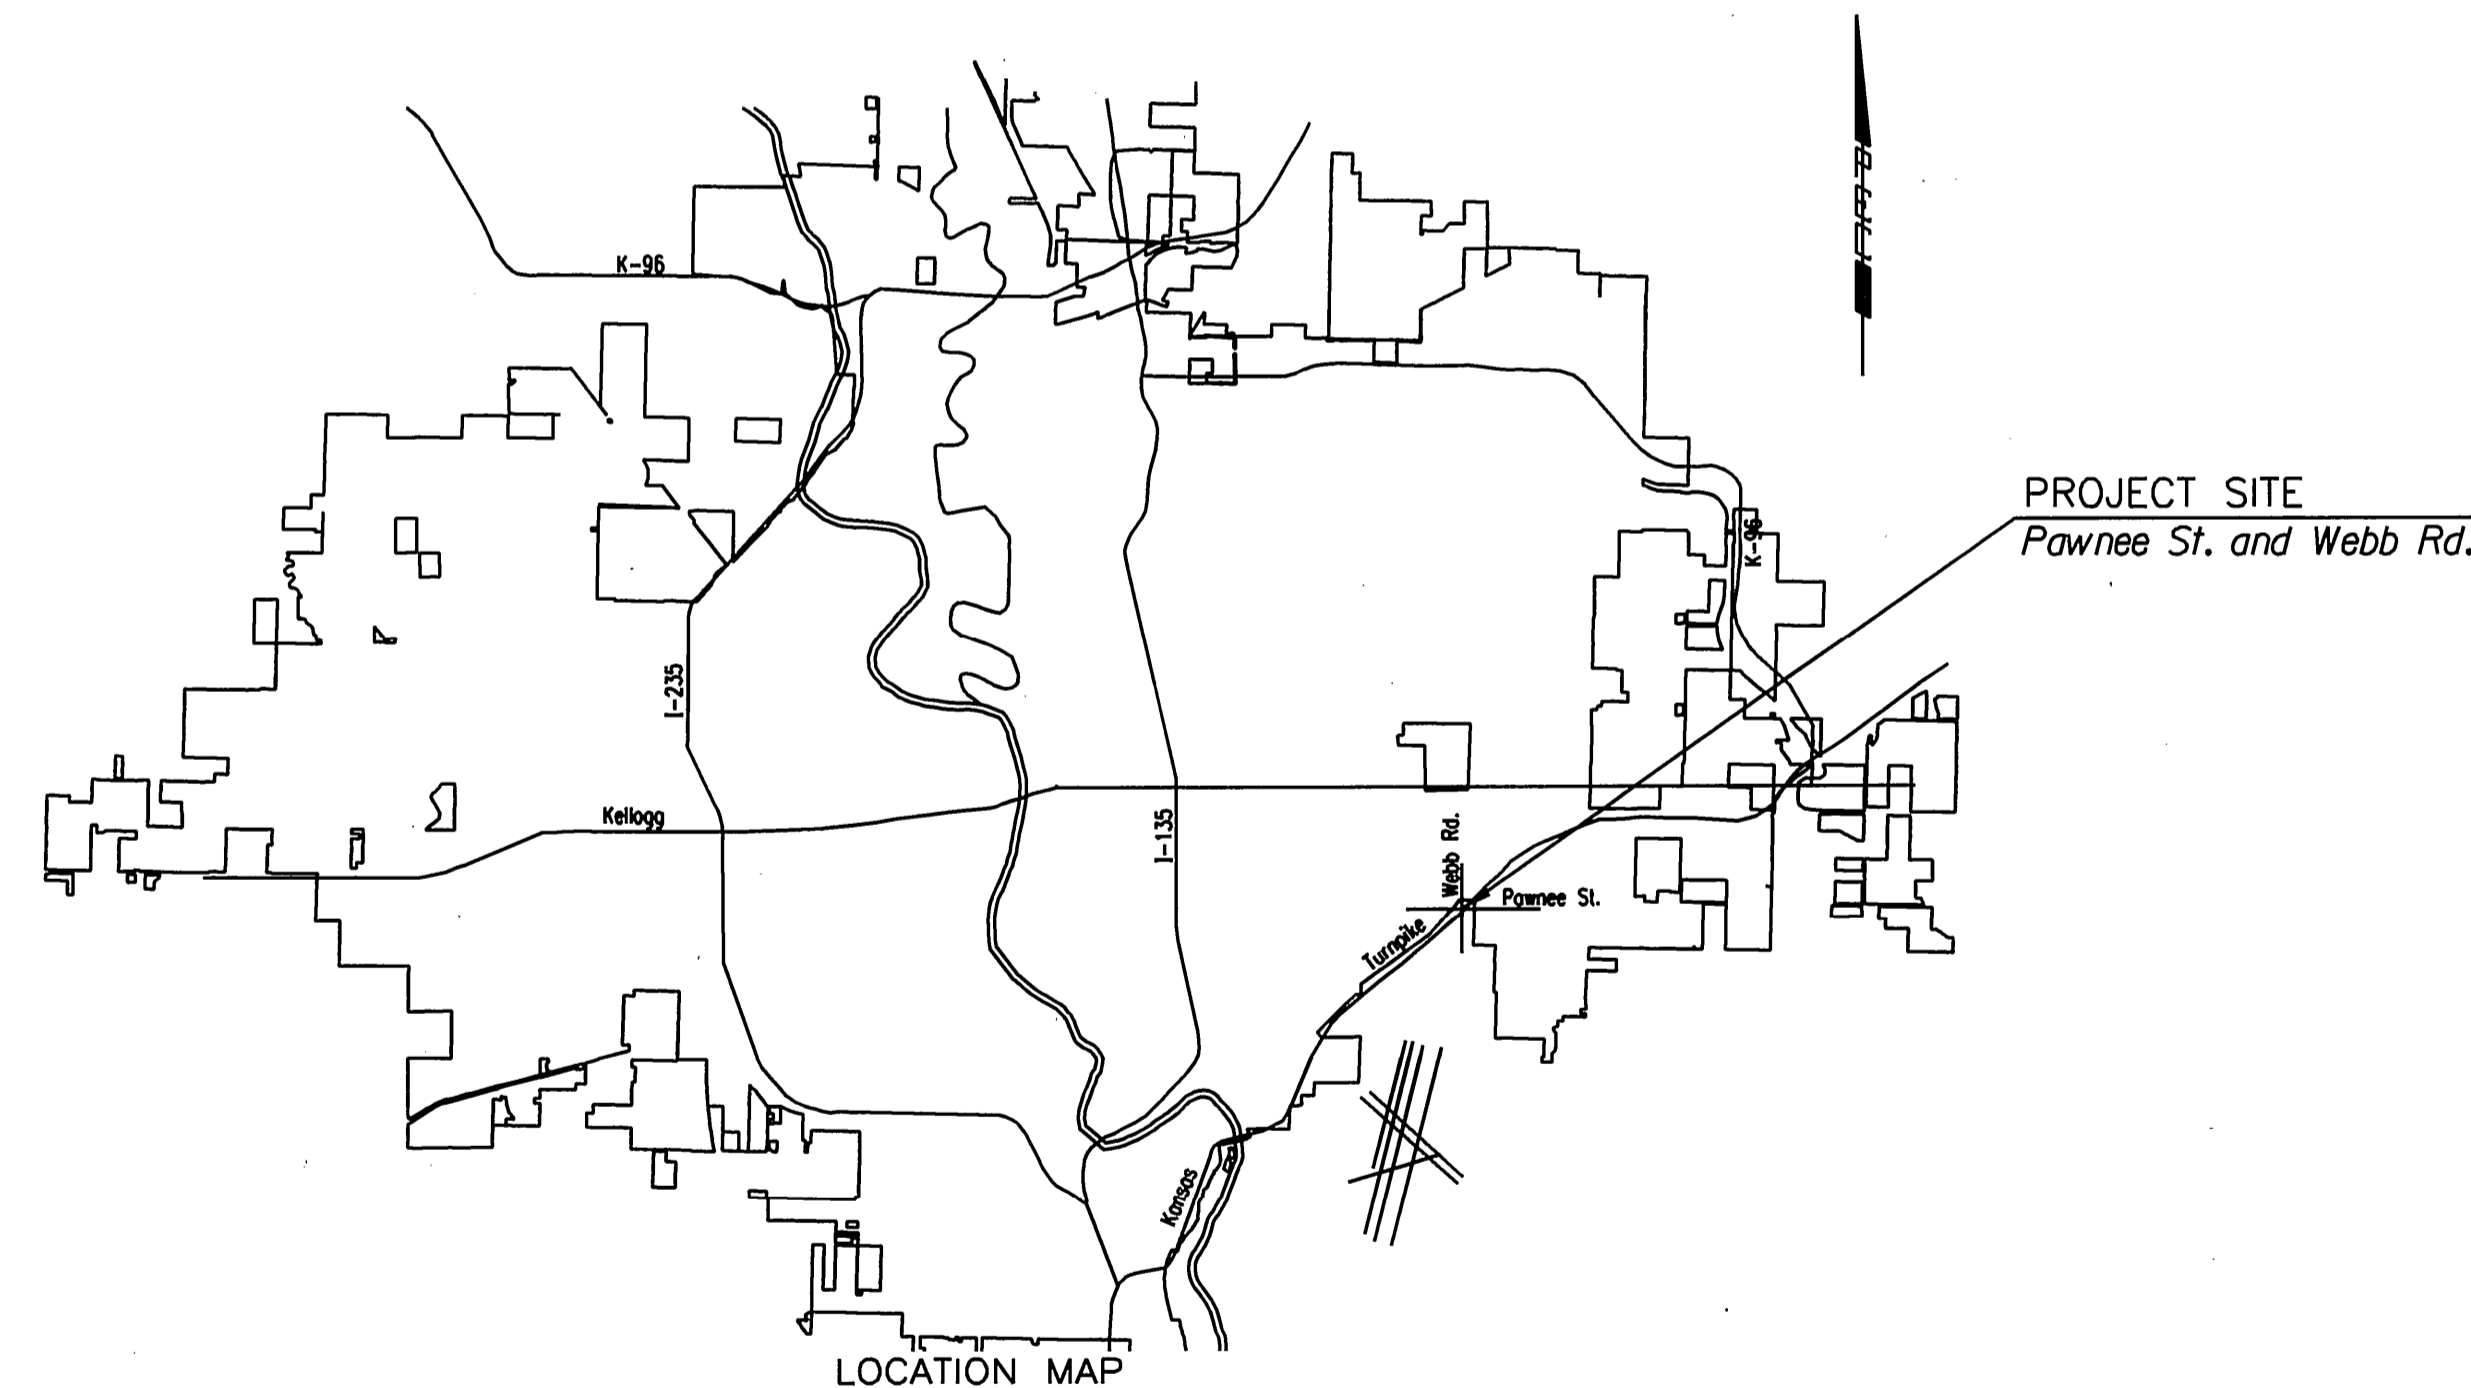 K-96
PROJECT SITE
Pawnee St. and Webb Rd.
K-96
I-235
Kellogg
I-135
Webb Rd.
Pawnee St.
Turnpike
Kansas
LOCATION MAP